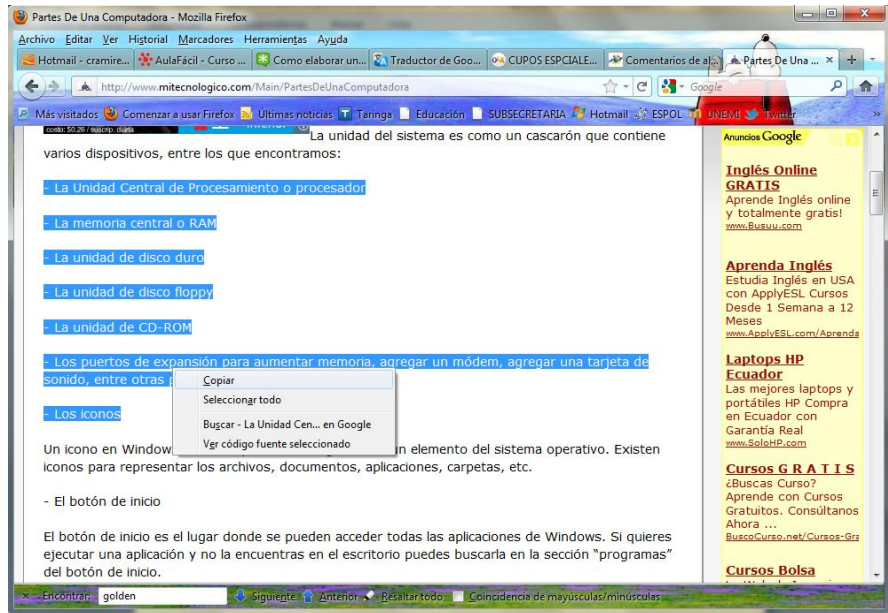 Partes De Una Computadora - Mozilla Firefox
Archivo Editar Ver Historial Marcadores Herramientas Ayuda
Hotmail - cramire... AulaFácil - Curso ... Como elaborar un... Traductor de Goo... CUPOS ESPCIALE... Comentarios de al... Partes De Una ... × +
http://www.mitecnologico.com/Main/PartesDeUnaComputadora Google
Más visitados Comenzar a usar Firefox Últimas noticias Taringa Educación SUBSECRETARIA Hotmail ESPOL UNEMI Twitter »
costo: $0.26 / suscrip. diaria
La unidad del sistema es como un cascarón que contiene
varios dispositivos, entre los que encontramos:
- La Unidad Central de Procesamiento o procesador
- La memoria central o RAM
- La unidad de disco duro
- La unidad de disco floppy
- La unidad de CD-ROM
- Los puertos de expansión para aumentar memoria, agregar un módem, agregar una tarjeta de
sonido, entre otras
- Los iconos
Copiar
Seleccionar todo
Buscar - La Unidad Cen... en Google
Ver código fuente seleccionado
Un icono en Window un elemento del sistema operativo. Existen
iconos para representar los archivos, documentos, aplicaciones, carpetas, etc.
- El botón de inicio
El botón de inicio es el lugar donde se pueden acceder todas las aplicaciones de Windows. Si quieres
ejecutar una aplicación y no la encuentras en el escritorio puedes buscarla en la sección “programas”
del botón de inicio.
Anuncios Google
Inglés Online
GRATIS
Aprende Inglés online
y totalmente gratis!
www.Busuu.com
Aprenda Inglés
Estudia Inglés en USA
con ApplyESL Cursos
Desde 1 Semana a 12
Meses
www.ApplyESL.com/Aprenda
Laptops HP
Ecuador
Las mejores laptops y
portátiles HP Compra
en Ecuador con
Garantía Real
www.SoloHP.com
Cursos G R A T I S
¿Buscas Curso?
Aprende con Cursos
Gratuitos. Consúltanos
Ahora ...
BuscoCurso.net/Cursos-Gra
Cursos Bolsa
× Encontrar: golden Siguiente Anterior Resaltar todo Coincidencia de mayúsculas/minúsculas